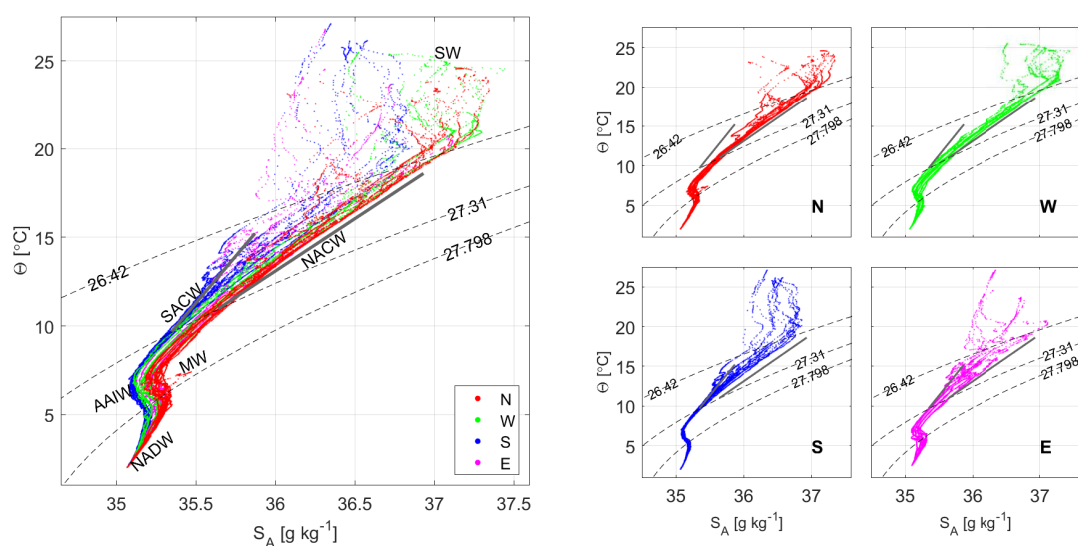 25
20
15
10
5
Θ [°C]
35
35.5
36
36.5
37
37.5
S_A [g kg⁻¹]
SW
26.42
27.31
27.798
NACW
SACW
MW
AAIW
NADW
N
W
S
E
25
20
15
10
5
Θ [°C]
26.42
27.31
27.798
N
26.42
27.31
27.798
W
25
20
15
10
5
Θ [°C]
26.42
27.31
27.798
S
35
36
37
S_A [g kg⁻¹]
26.42
27.31
27.798
E
35
36
37
S_A [g kg⁻¹]